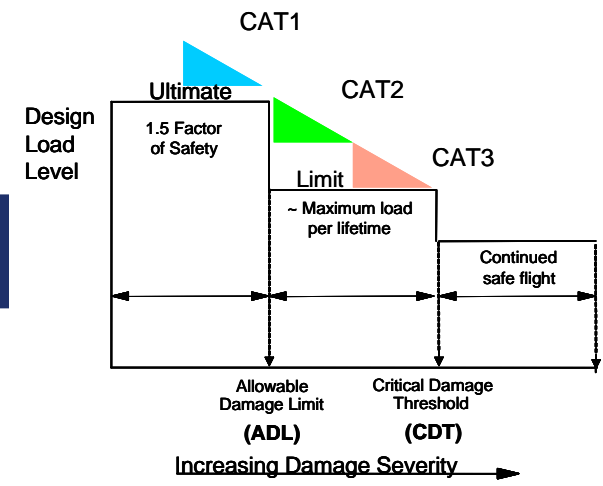 CAT1
Ultimate
CAT2
Design
Load
Level
1.5 Factor
of Safety
CAT3
Limit
~ Maximum load
per lifetime
Continued
safe flight
Allowable
Damage Limit
(ADL)
Critical Damage
Threshold
(CDT)
Increasing Damage Severity